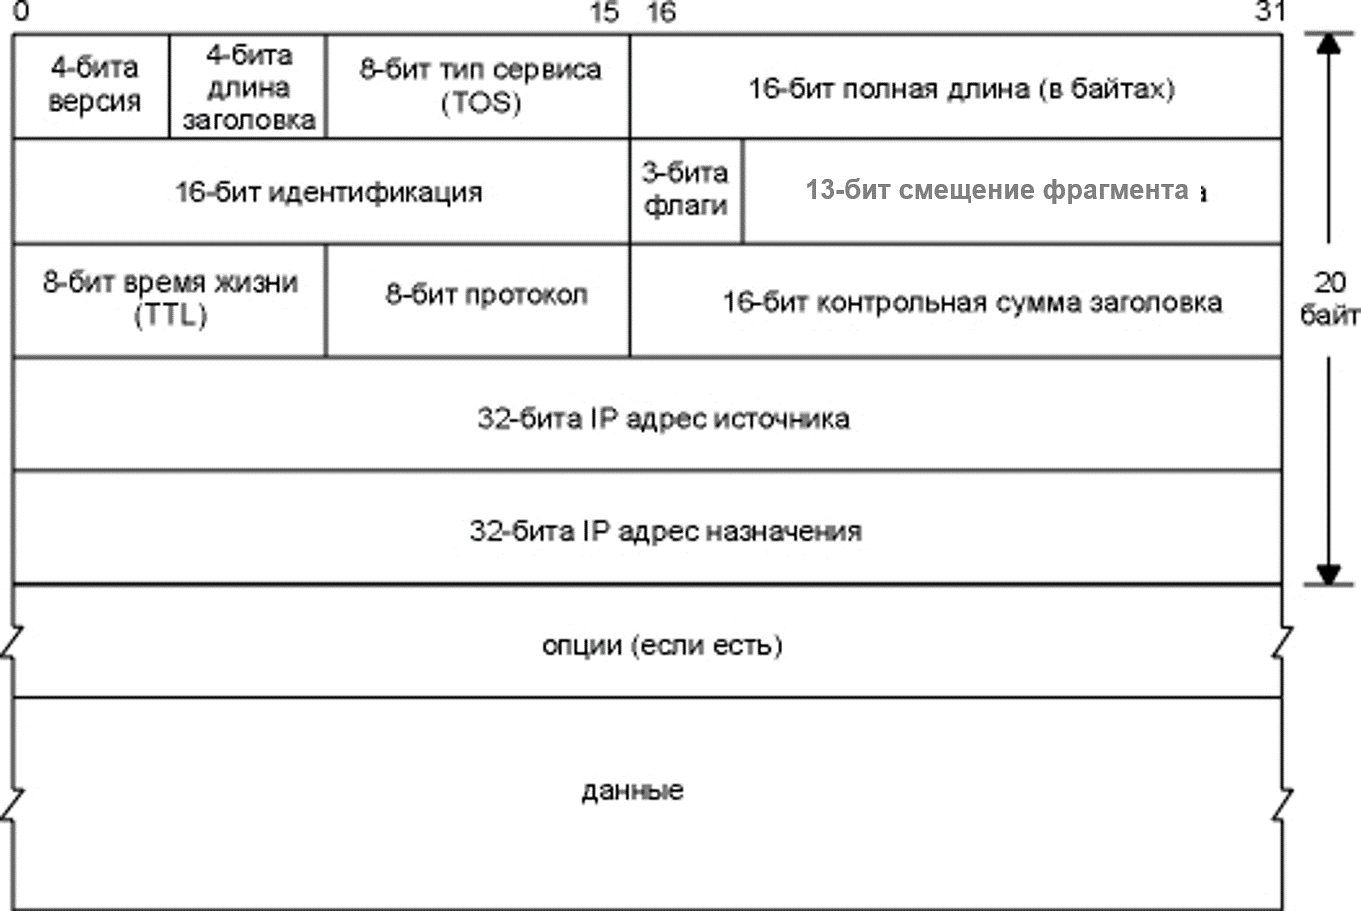 0 15 16 31
4-бита
версия
4-бита
длина
заголовка
8-бит тип сервиса
(TOS)
16-бит полная длина (в байтах)
16-бит идентификация
3-бита
флаги
13-бит смещение фрагмента
8-бит время жизни
(TTL)
8-бит протокол
16-бит контрольная сумма заголовка
20
байт
32-бита IP адрес источника
32-бита IP адрес назначения
опции (если есть)
данные